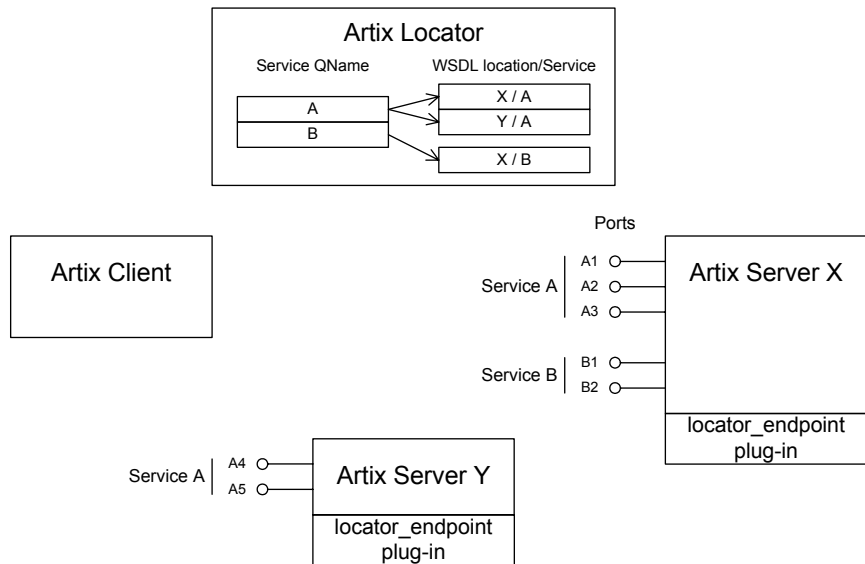 Artix Locator
Service QName
WSDL location/Service
A
X / A
Y / A
B
X / B
Artix Client
Ports
Service A
A1
A2
A3
Artix Server X
Service B
B1
B2
locator_endpoint
plug-in
Service A
A4
A5
Artix Server Y
locator_endpoint
plug-in